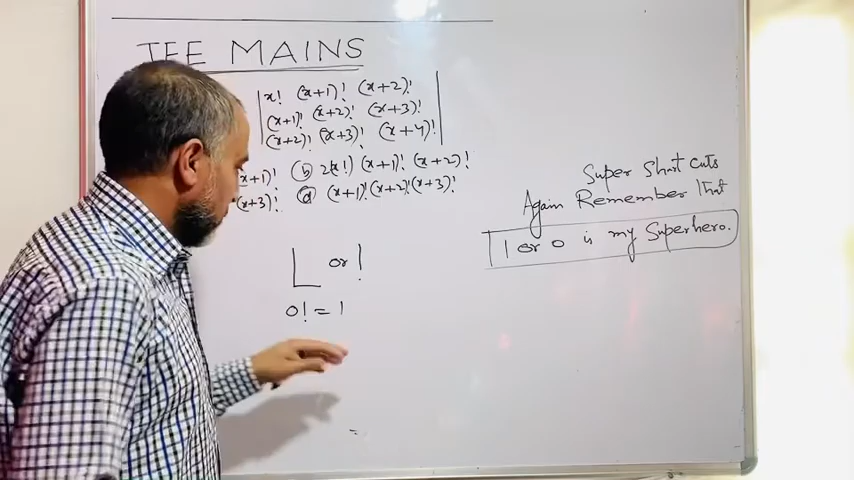 JEE MAINS
x! (x+1)! (x+2)!
(x+1)! (x+2)! (x+3)!
(x+2)! (x+3)! (x+4)!
x+1)! (b) 2(x!) (x+1)! (x+2)!
(x+3)! (d) (x+1)! (x+2)! (x+3)!
Super Short cuts
Again Remember that
1 or 0 is my Superhero.
L or !
0! = 1